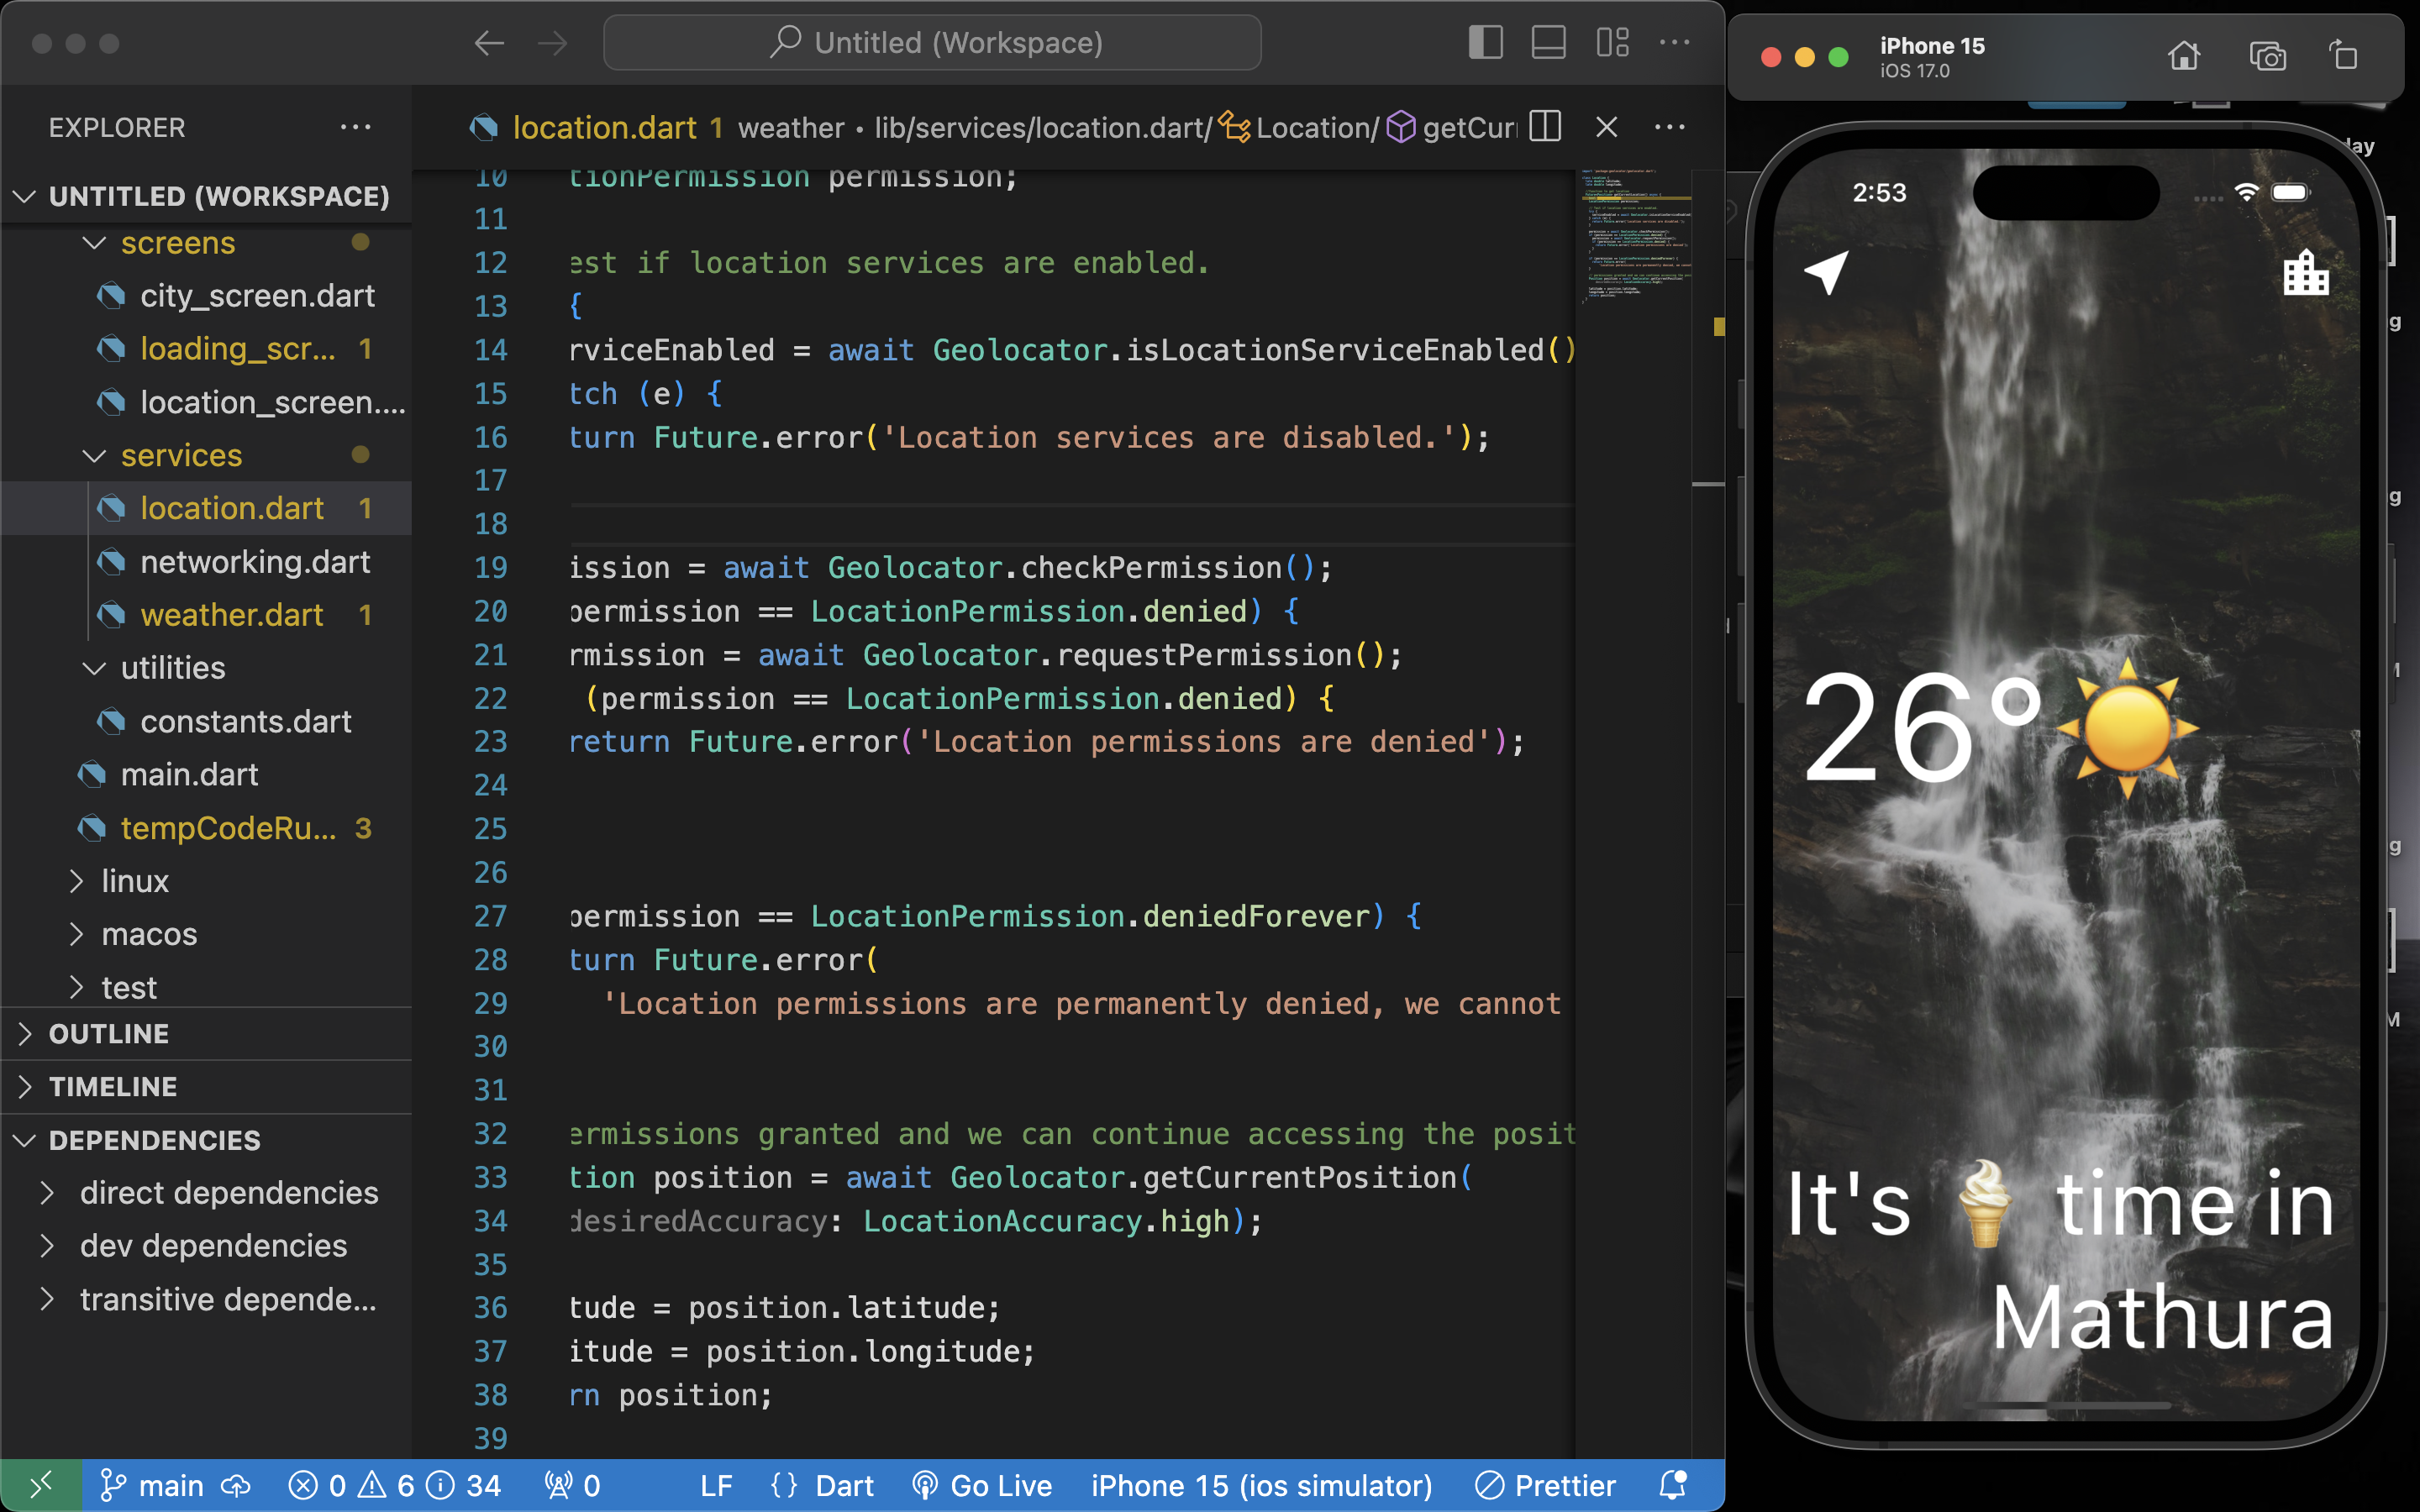 Untitled (Workspace)
EXPLORER
UNTITLED (WORKSPACE)
screens
city_screen.dart
loading_scr... 1
location_screen....
services
location.dart 1
networking.dart
weather.dart 1
utilities
constants.dart
main.dart
tempCodeRu... 3
linux
macos
test
OUTLINE
TIMELINE
DEPENDENCIES
direct dependencies
dev dependencies
transitive depende...
location.dart 1 weather • lib/services/location.dart/ Location/ getCur
10 tionPermission permission;
11
12 est if location services are enabled.
13 {
14 rviceEnabled = await Geolocator.isLocationServiceEnabled()
15 tch (e) {
16 turn Future.error('Location services are disabled.');
17
18
19 ission = await Geolocator.checkPermission();
20 permission == LocationPermission.denied) {
21 rmission = await Geolocator.requestPermission();
22 (permission == LocationPermission.denied) {
23 return Future.error('Location permissions are denied');
24
25
26
27 permission == LocationPermission.deniedForever) {
28 turn Future.error(
29 'Location permissions are permanently denied, we cannot
30
31
32 ermissions granted and we can continue accessing the posit
33 tion position = await Geolocator.getCurrentPosition(
34 desiredAccuracy: LocationAccuracy.high);
35
36 tude = position.latitude;
37 itude = position.longitude;
38 rn position;
39
main 0 6 34 0 LF {} Dart Go Live iPhone 15 (ios simulator) Prettier
iPhone 15
iOS 17.0
2:53
26°☀️
It's 🍦 time in
Mathura